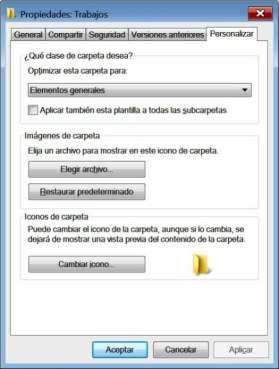 Propiedades: Trabajos
General Compartir Seguridad Versiones anteriores Personalizar
¿Qué clase de carpeta desea?
Optimizar esta carpeta para:
Elementos generales
Aplicar también esta plantilla a todas las subcarpetas
Imágenes de carpeta
Elija un archivo para mostrar en este icono de carpeta.
Elegir archivo...
Restaurar predeterminado
Iconos de carpeta
Puede cambiar el icono de la carpeta, aunque si lo cambia, se
dejará de mostrar una vista previa del contenido de la carpeta.
Cambiar icono...
Aceptar Cancelar Aplicar